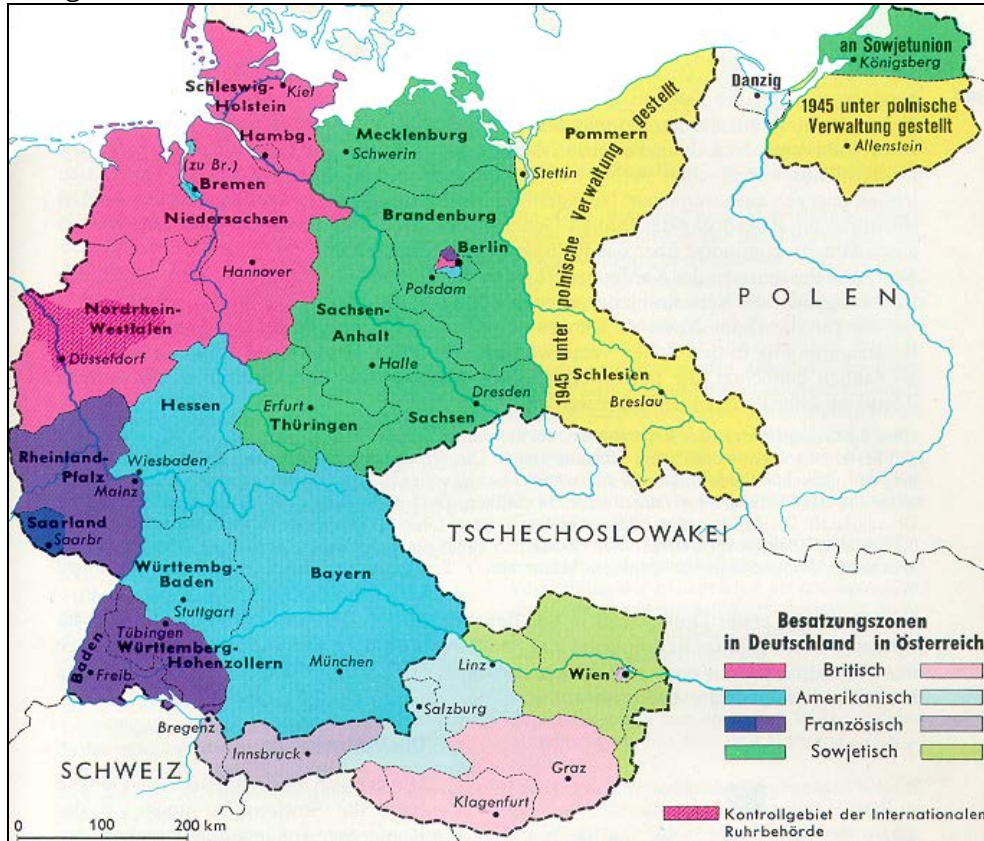 an Sowjetunion
Königsberg
Schleswig-
Holstein
Kiel
Danzig
1945 unter polnische
Verwaltung gestellt
Allenstein
Hambg.
Mecklenburg
Schwerin
Pommern
Stettin
1945 unter polnische Verwaltung gestellt
(zu Br.)
Bremen
Niedersachsen
Hannover
Brandenburg
Berlin
Potsdam
POLEN
Nordrhein-
Westfalen
Düsseldorf
Sachsen-
Anhalt
Halle
Dresden
Sachsen
Schlesien
Breslau
Hessen
Erfurt
Thüringen
Wiesbaden
Rheinland-
Pfalz
Mainz
Saarland
Saarbr
TSCHECHOSLOWAKEI
Württembg-
Baden
Stuttgart
Bayern
Tübingen
Württemberg-
Hohenzollern
Baden
Freib.
München
Linz
Wien
Salzburg
Bregenz
Innsbruck
SCHWEIZ
Graz
Klagenfurt
Besatzungszonen
in Deutschland in Österreich
Britisch
Amerikanisch
Französisch
Sowjetisch
Kontrollgebiet der Internationalen
Ruhrbehörde
0 100 200 km